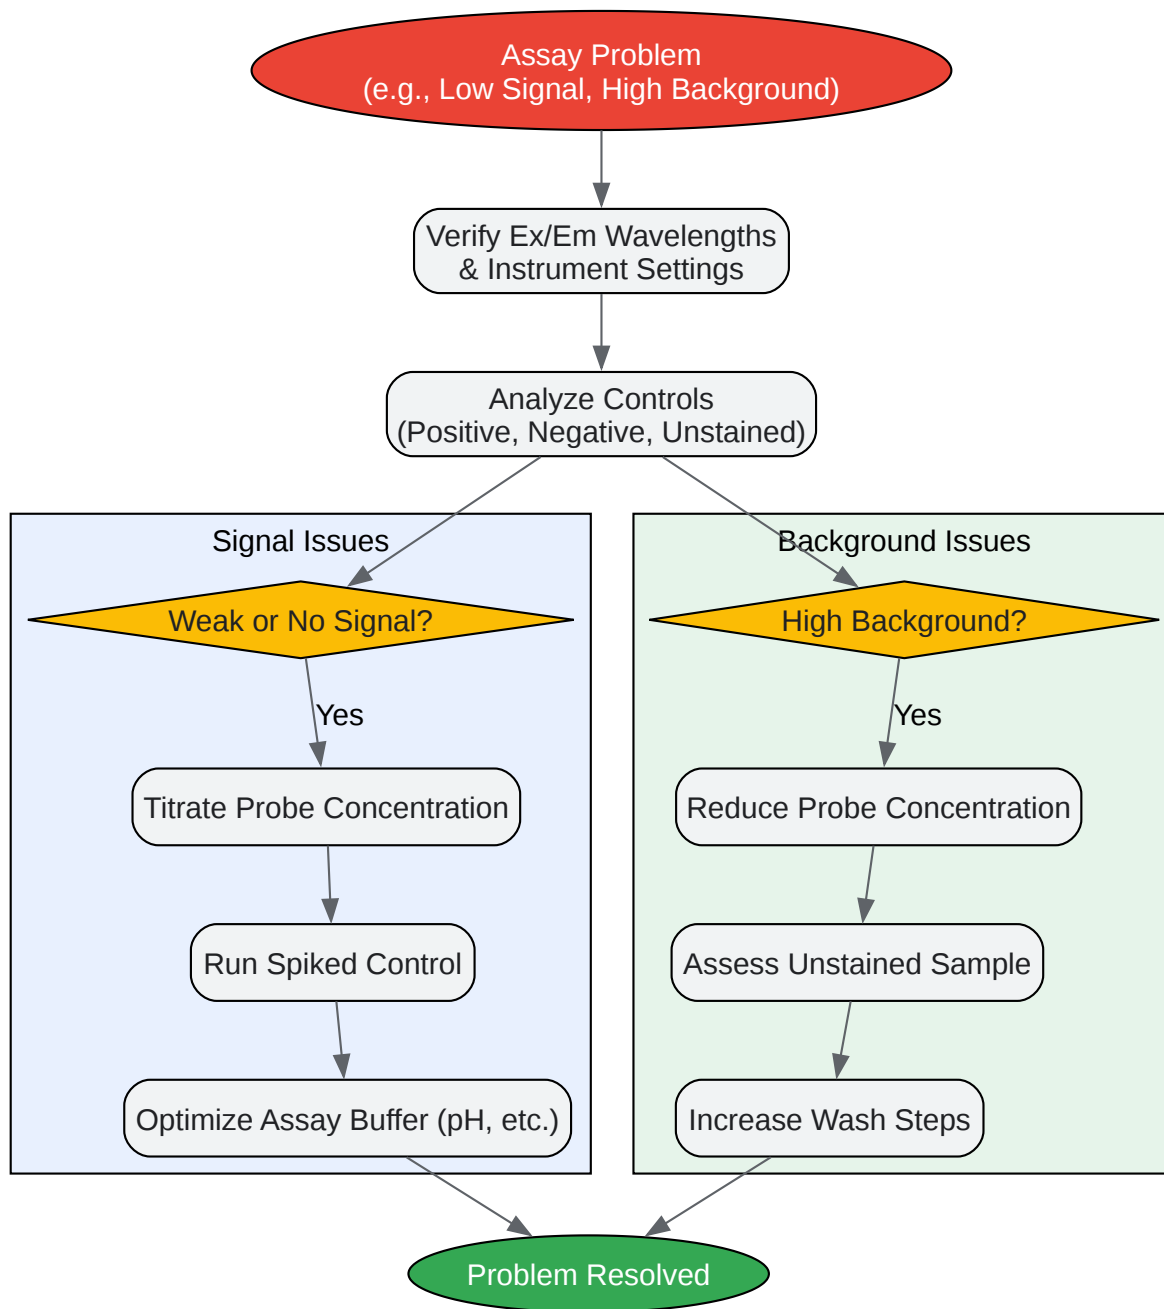 Assay Problem
(e.g., Low Signal, High Background)
Verify Ex/Em Wavelengths
& Instrument Settings
Analyze Controls
(Positive, Negative, Unstained)
Signal Issues
Weak or No Signal?
Yes
Titrate Probe Concentration
Run Spiked Control
Optimize Assay Buffer (pH, etc.)
Background Issues
High Background?
Yes
Reduce Probe Concentration
Assess Unstained Sample
Increase Wash Steps
Problem Resolved